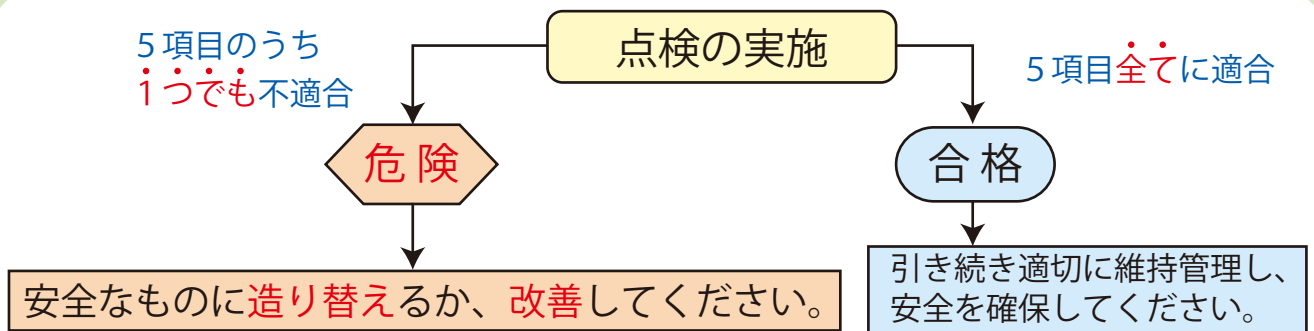 点検の実施
5項目のうち
1つでも不適合
5項目全てに適合
危険
合格
安全なものに造り替えるか、改善してください。
引き続き適切に維持管理し、
安全を確保してください。